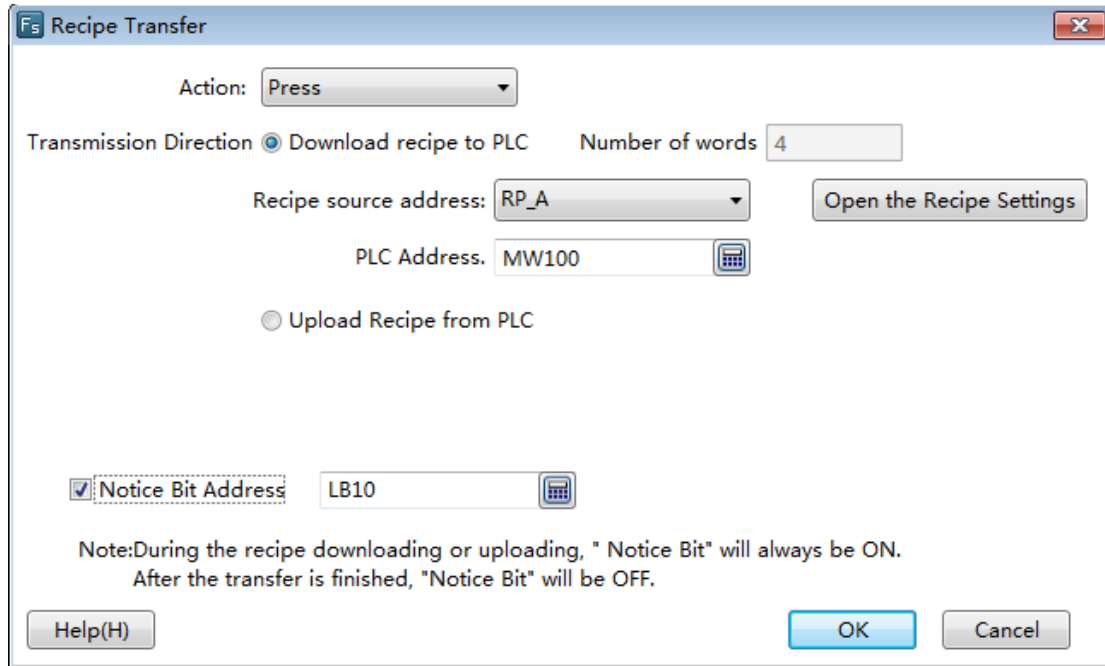 Fs Recipe Transfer
Action: Press
Transmission Direction Download recipe to PLC Number of words 4
Recipe source address: RP_A Open the Recipe Settings
PLC Address. MW100
Upload Recipe from PLC
Notice Bit Address LB10
Note:During the recipe downloading or uploading, " Notice Bit" will always be ON.
After the transfer is finished, "Notice Bit" will be OFF.
Help(H) OK Cancel